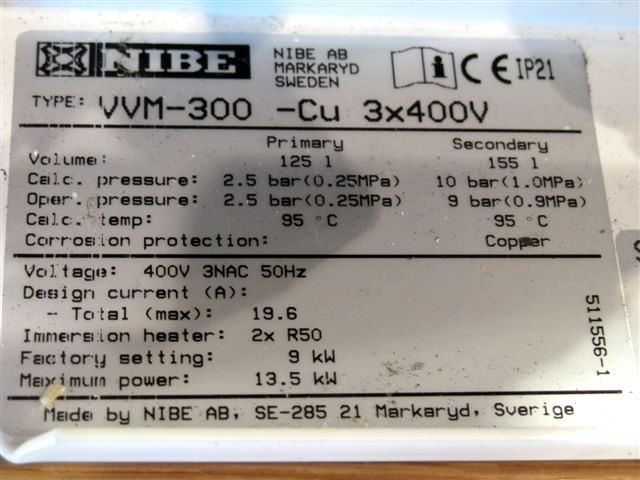 NIBE NIBE AB
MARKARYD
SWEDEN
i CE IP21
TYPE: VVM-300 -Cu 3x400V
Primary Secondary
Volume: 125 l 155 l
Calc. pressure: 2.5 bar(0.25MPa) 10 bar(1.0MPa)
Oper. pressure: 2.5 bar(0.25MPa) 9 bar(0.9MPa)
Calc. temp: 95 °C 95 °C
Corrosion protection: Copper
Voltage: 400V 3NAC 50Hz
Design current (A):
- Total (max): 19.6
Immersion heater: 2x R50
Factory setting: 9 kW
Maximum power: 13.5 kW
511556-1
Made by NIBE AB, SE-285 21 Markaryd, Sverige